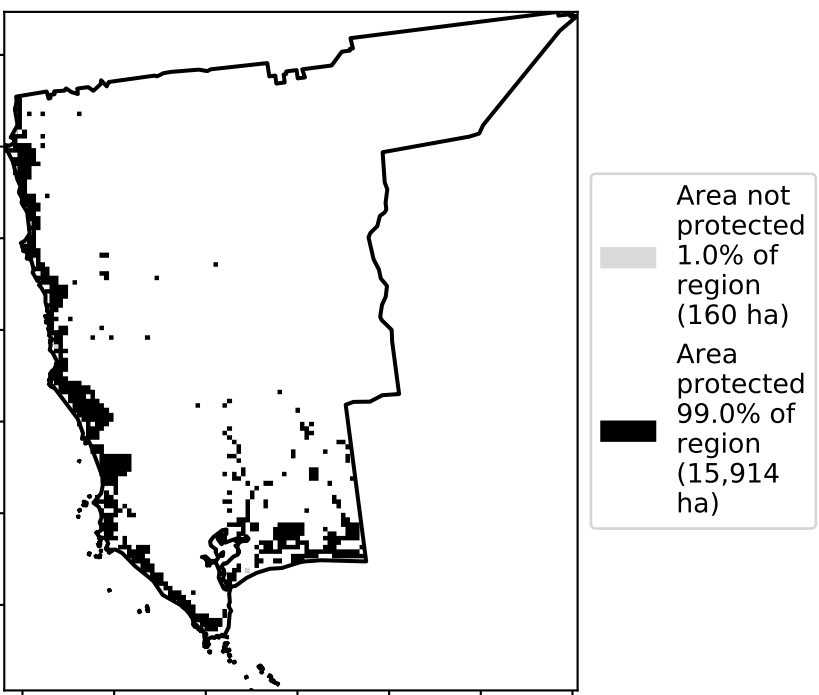 Area not
protected
1.0% of
region
(160 ha)
Area
protected
99.0% of
region
(15,914
ha)